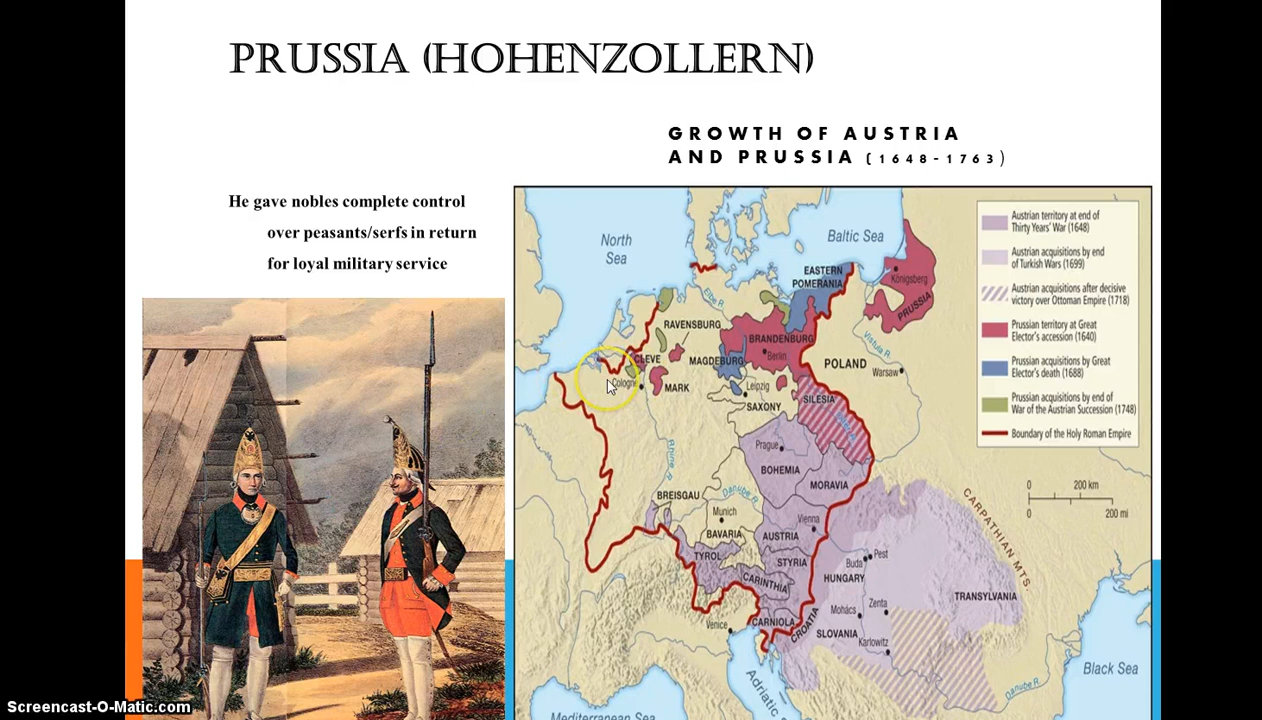 PRUSSIA (HOHENZOLLERN)
GROWTH OF AUSTRIA
AND PRUSSIA (1648-1763)
He gave nobles complete control
over peasants/serfs in return
for loyal military service
North
Sea
Baltic Sea
Austrian territory at end of
Thirty Years' War (1648)
Austrian acquisitions by end
of Turkish Wars (1699)
Austrian acquisitions after decisive
victory over Ottoman Empire (1718)
Prussian territory at Great
Elector's accession (1640)
Prussian acquisitions by Great
Elector's death (1688)
Prussian acquisitions by end of
War of the Austrian Succession (1748)
Boundary of the Holy Roman Empire
0 200 km
0 200 mi
EASTERN
POMERANIA
Königsberg
PRUSSIA
Elbe R.
RAVENSBURG
BRANDENBURG
Berlin
Vistula R.
CLEVE
MAGDEBURG
POLAND
Warsaw
Cologne
MARK
Leipzig
SAXONY
SILESIA
Prague
BOHEMIA
MORAVIA
Rhine R.
BREISGAU
Danube R.
CARPATHIAN MTS.
Munich
BAVARIA
Vienna
AUSTRIA
TYROL
STYRIA
Buda
Pest
HUNGARY
CARINTHIA
TRANSYLVANIA
Mohács
Zenta
CARNIOLA
CROATIA
Venice
SLOVANIA
Karlowitz
Black Sea
Danube R.
Adriatic
Mediterranean Sea
Screencast-O-Matic.com